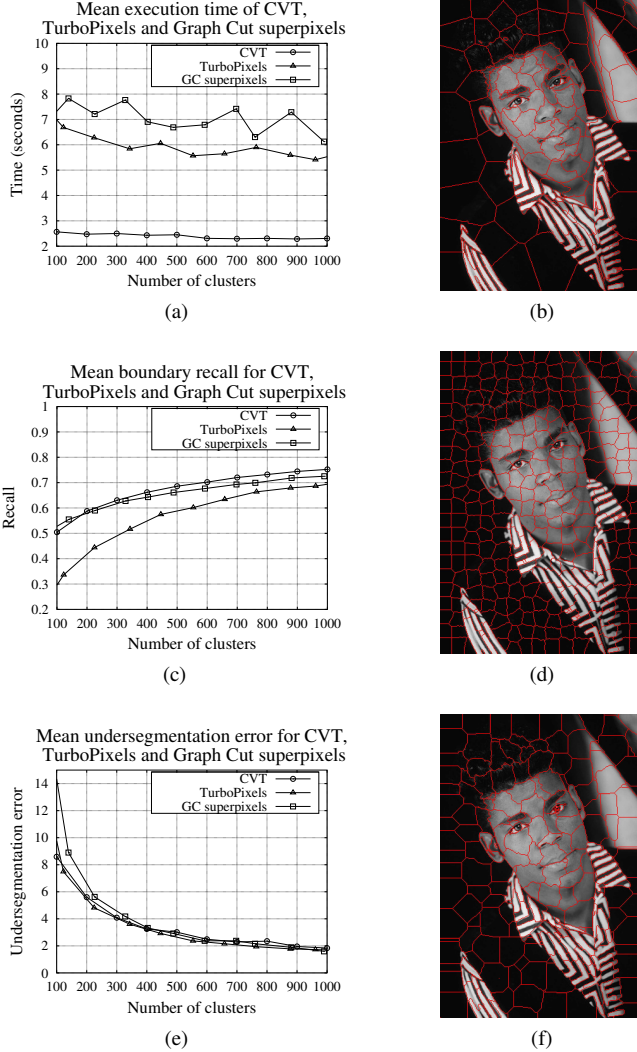 Mean execution time of CVT,
TurboPixels and Graph Cut superpixels
10
9
8
7
6
5
4
3
2
Time (seconds)
CVT
TurboPixels
GC superpixels
100 200 300 400 500 600 700 800 900 1000
Number of clusters
(a)
(b)
Mean boundary recall for CVT,
TurboPixels and Graph Cut superpixels
1
0.9
0.8
0.7
0.6
0.5
0.4
0.3
0.2
Recall
CVT
TurboPixels
GC superpixels
100 200 300 400 500 600 700 800 900 1000
Number of clusters
(c)
(d)
Mean undersegmentation error for CVT,
TurboPixels and Graph Cut superpixels
14
12
10
8
6
4
2
0
Undersegmentation error
CVT
TurboPixels
GC superpixels
100 200 300 400 500 600 700 800 900 1000
Number of clusters
(e)
(f)